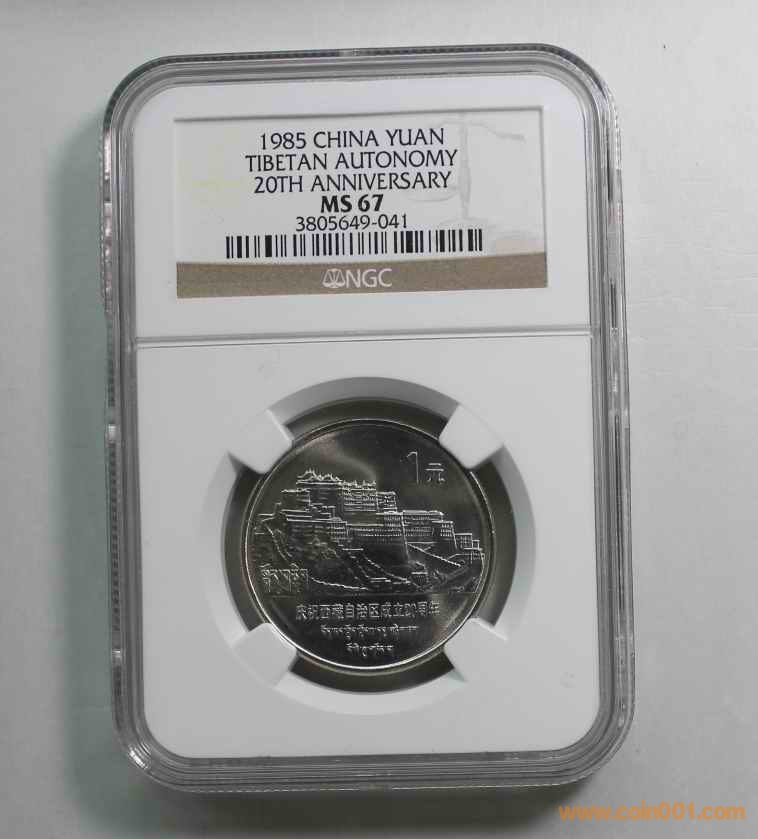 1985 CHINA YUAN
TIBETAN AUTONOMY
20TH ANNIVERSARY
MS 67
3805649-041
NGC
1元
庆祝西藏自治区成立20周年
www.coin001.com